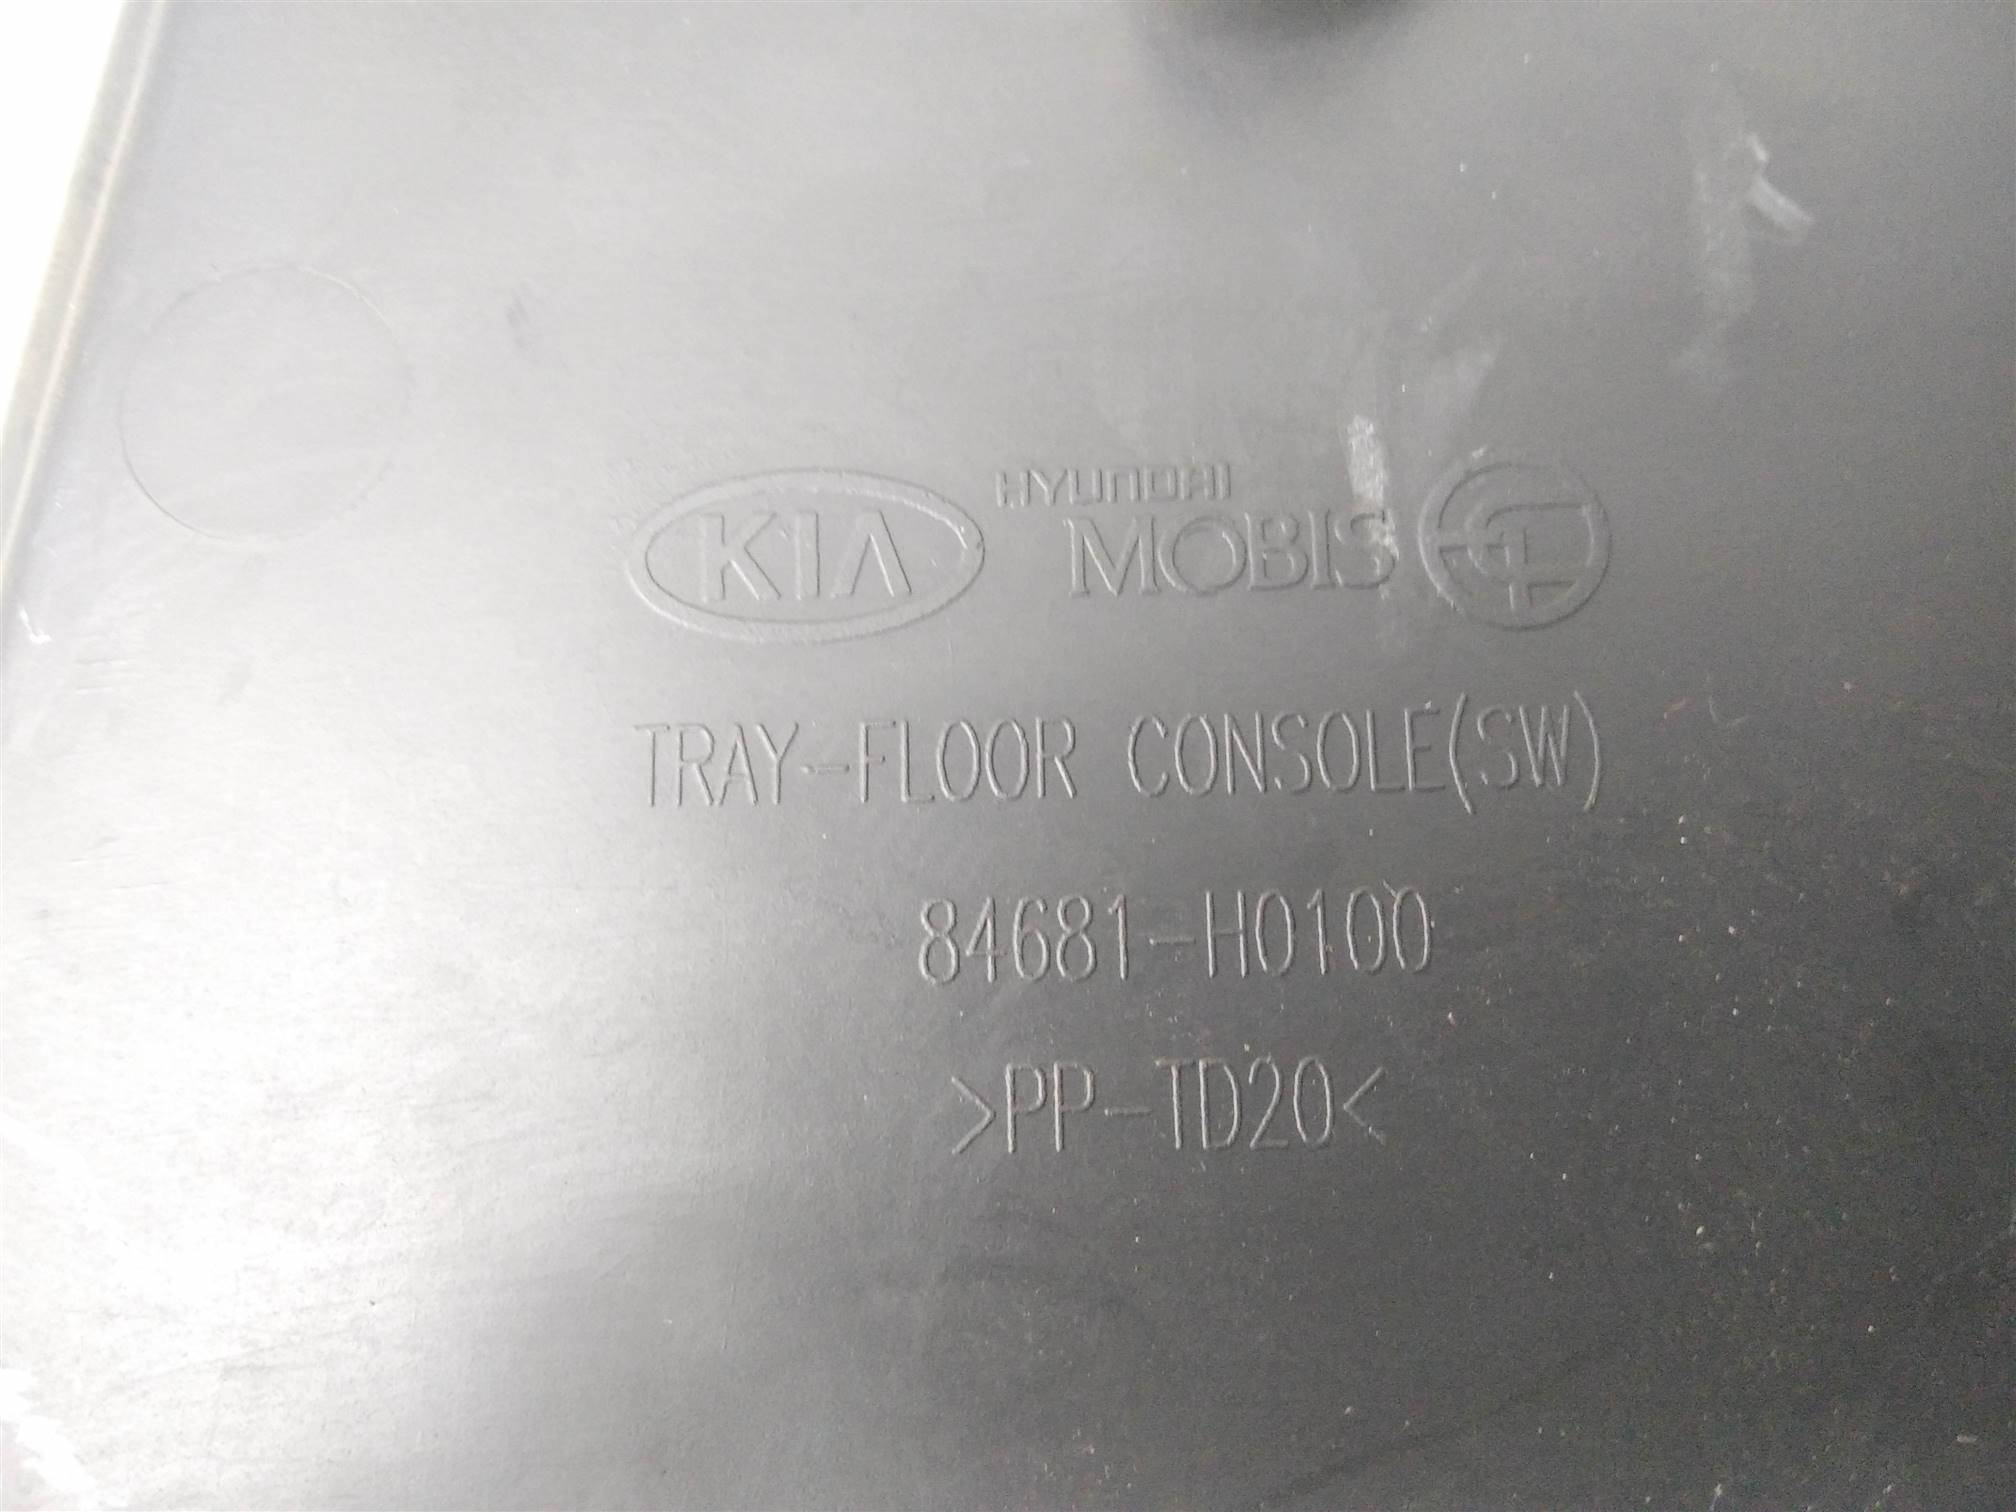 KIA HYUNDAI MOBIS
TRAY-FLOOR CONSOLE(SW)
84681-H0100
>PP-TD20<